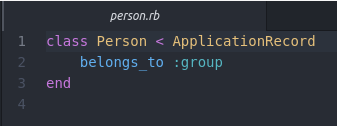 person.rb
1 class Person < ApplicationRecord
2     belongs_to :group
3 end
4